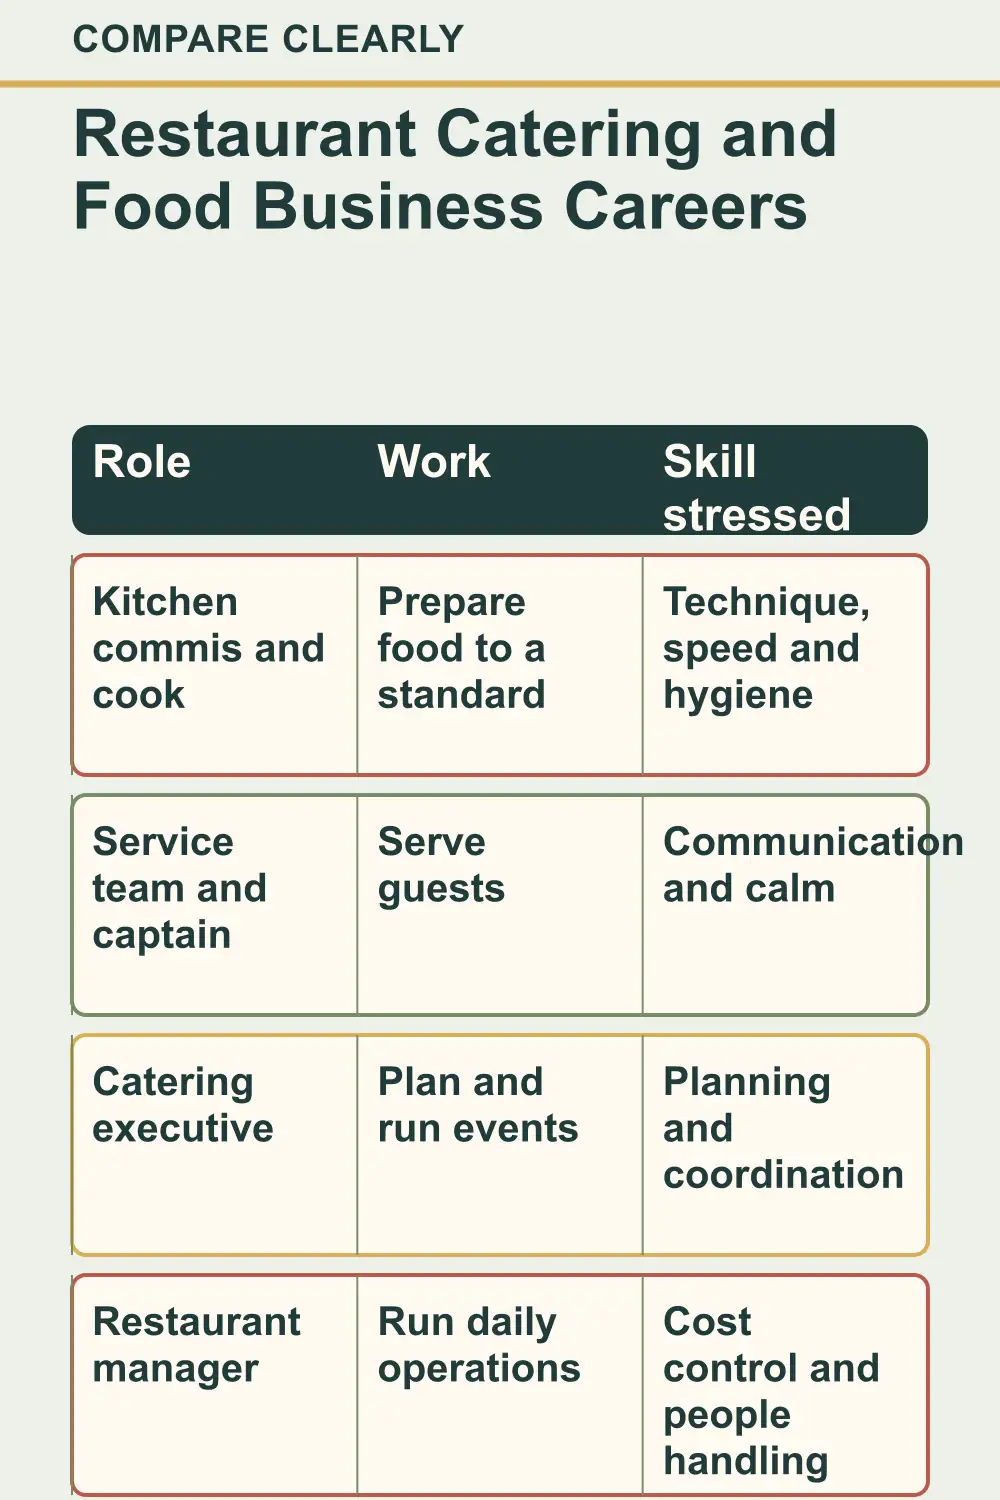 COMPARE CLEARLY
Restaurant Catering and
Food Business Careers
Role
Work
Skill
stressed
Kitchen
commis and
cook
Prepare
food to a
standard
Technique,
speed and
hygiene
Service
team and
captain
Serve
guests
Communication
and calm
Catering
executive
Plan and
run events
Planning
and
coordination
Restaurant
manager
Run daily
operations
Cost
control and
people
handling